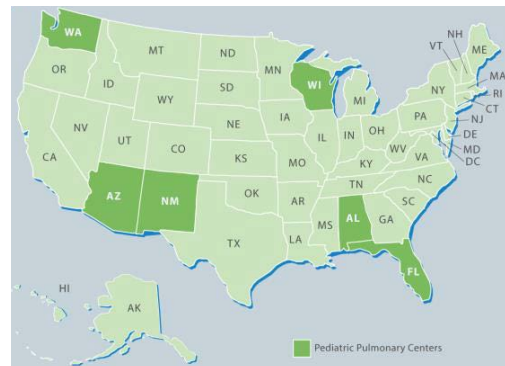 WA
MT
ND
MN
OR
ID
WY
SD
WI
MI
NY
VT
NH
ME
MA
RI
CT
NJ
DE
MD
DC
PA
NV
UT
CO
NE
IA
IL
IN
OH
WV
VA
CA
KS
MO
KY
NC
TN
SC
AZ
NM
OK
AR
MS
AL
GA
TX
LA
FL
HI
AK
Pediatric Pulmonary Centers